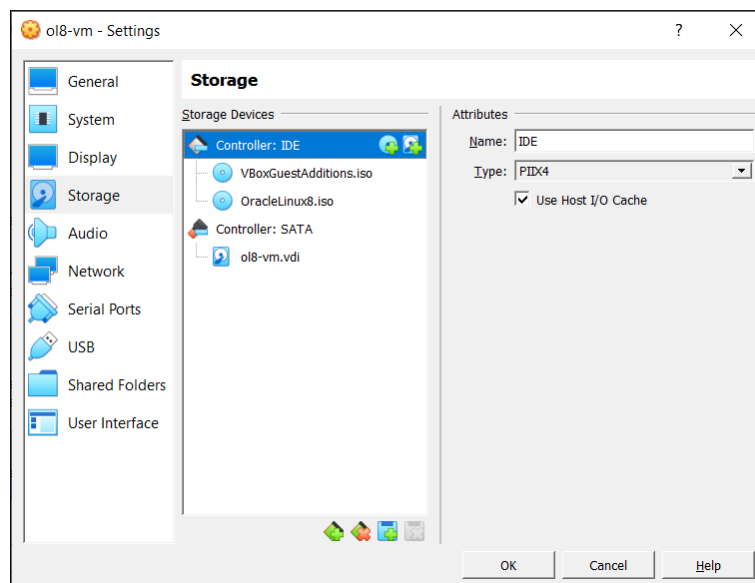 ol8-vm - Settings
?
General
System
Display
Storage
Audio
Network
Serial Ports
USB
Shared Folders
User Interface
Storage
Storage Devices
Controller: IDE
VBoxGuestAdditions.iso
OracleLinux8.iso
Controller: SATA
ol8-vm.vdi
Attributes
Name: IDE
Type: PIIX4
Use Host I/O Cache
OK Cancel Help